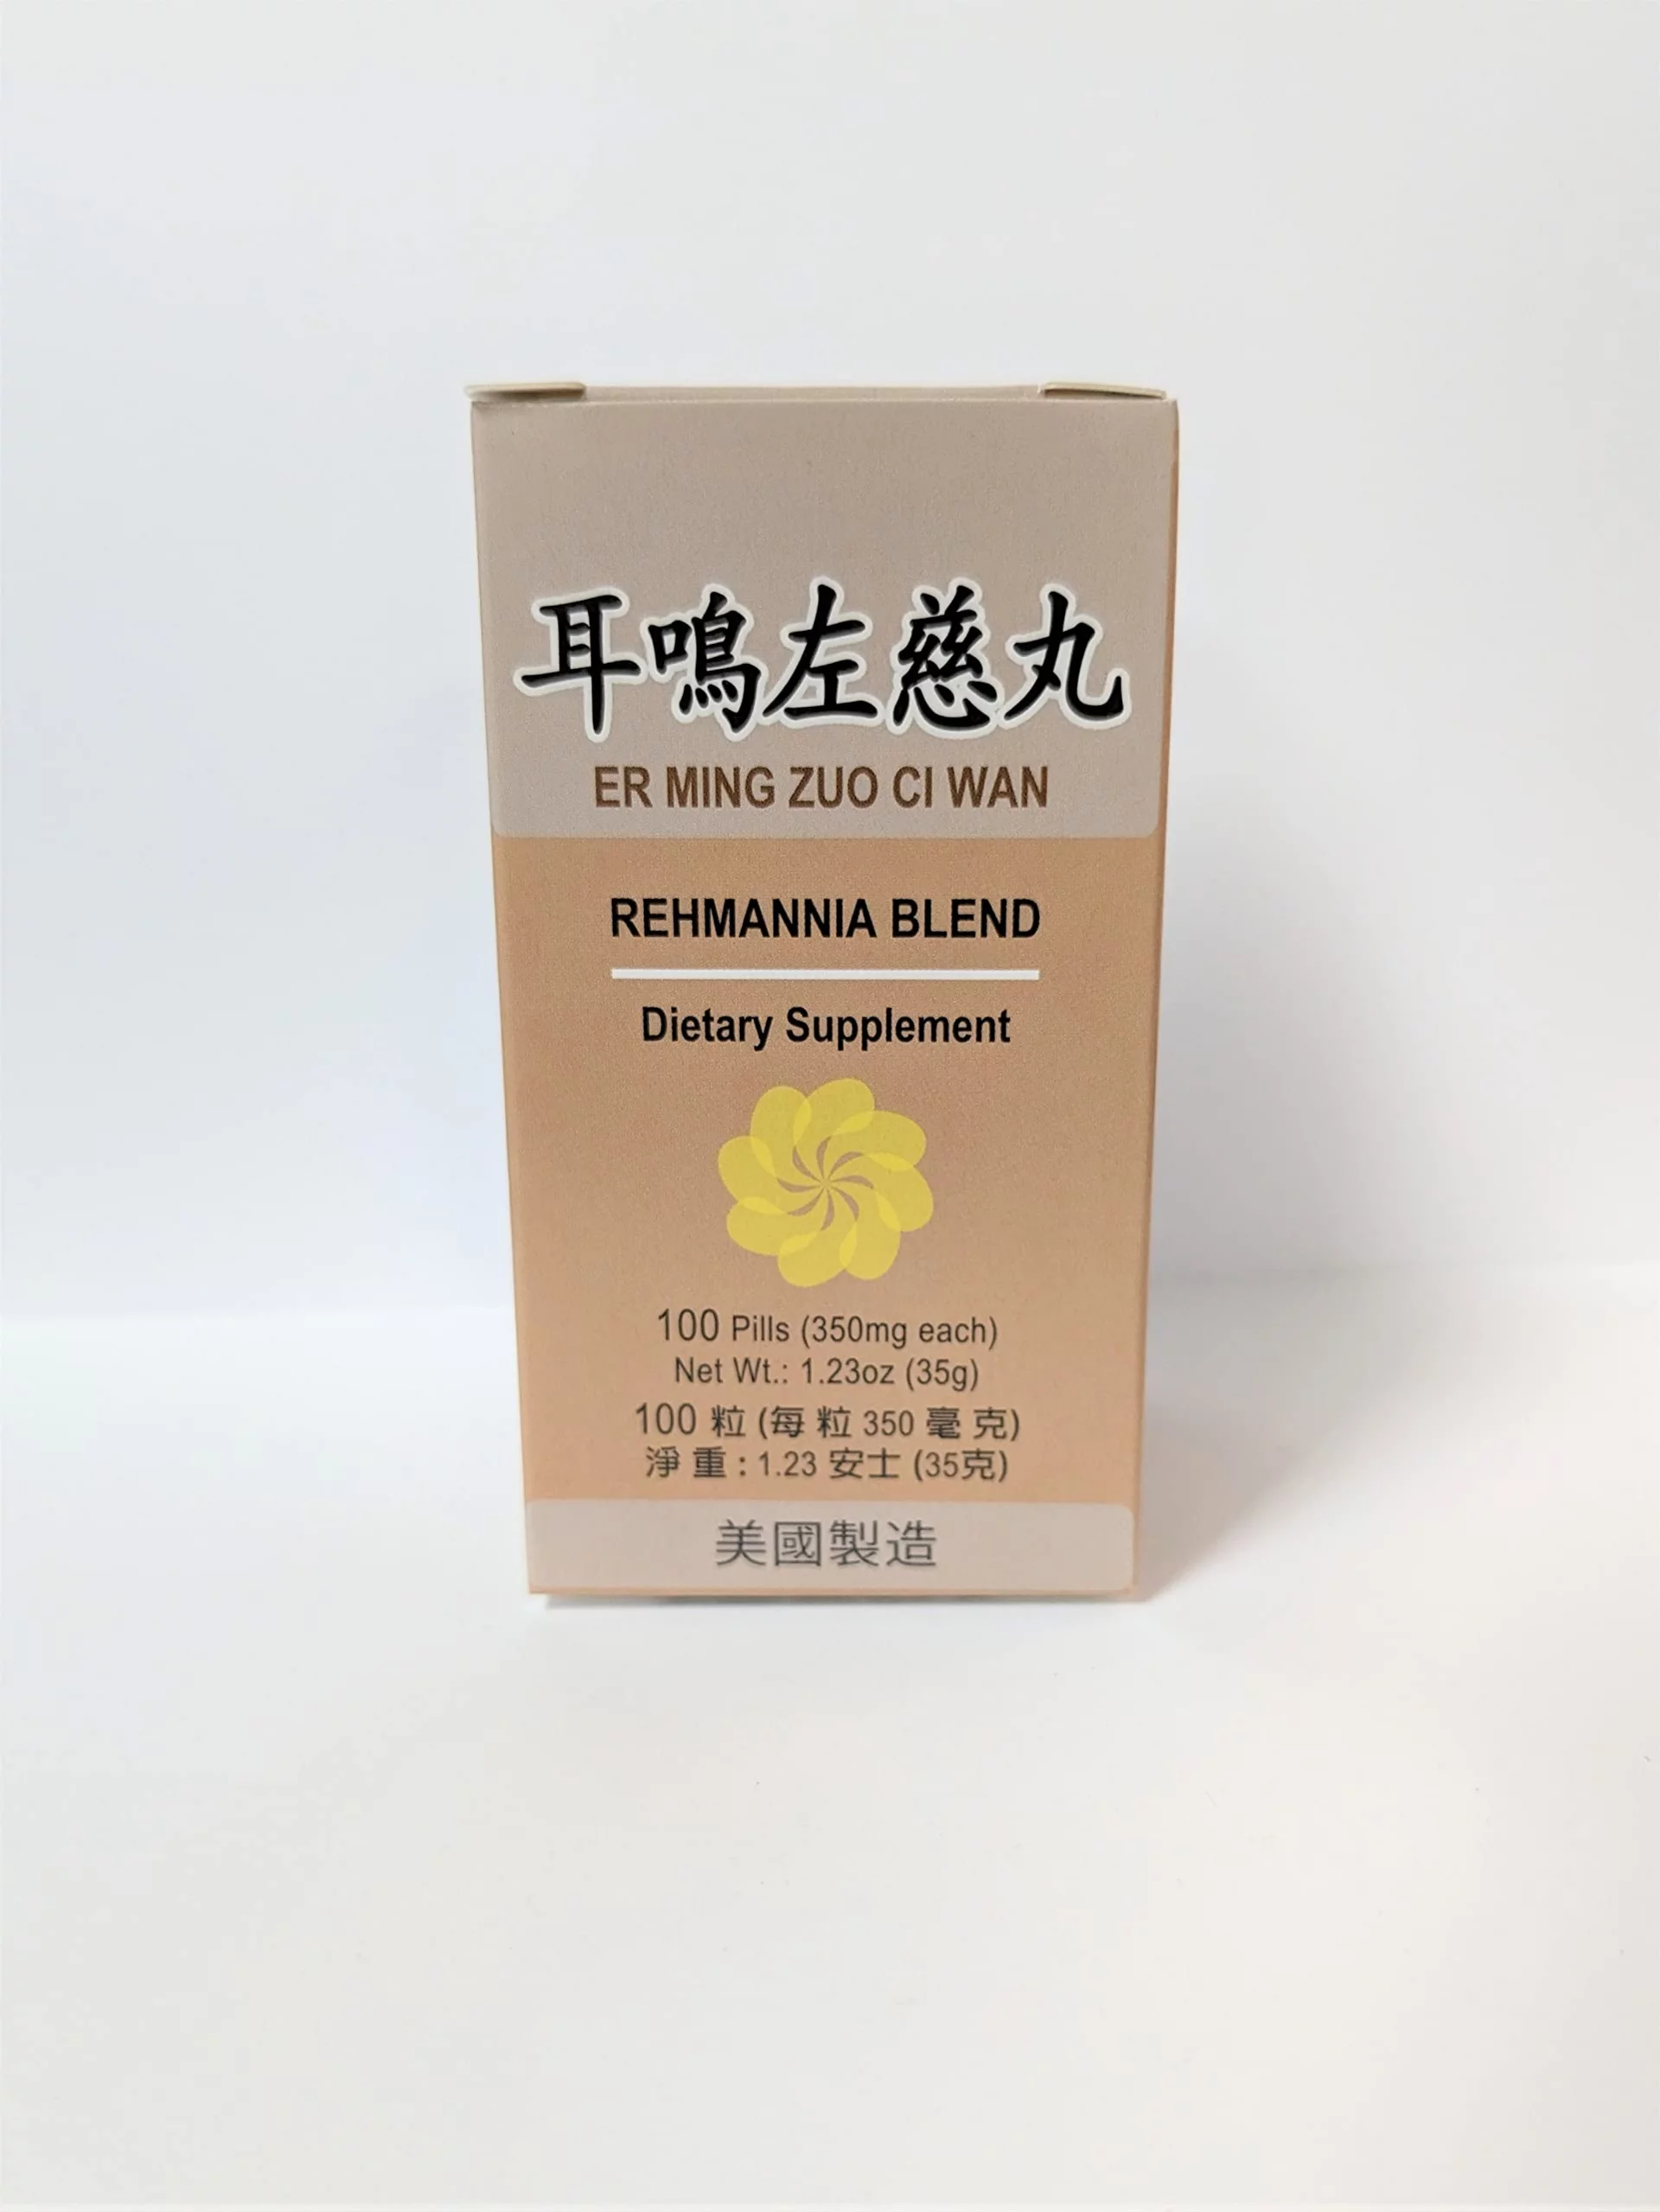 耳鳴左慈丸
ER MING ZUO CI WAN
REHMANNIA BLEND
Dietary Supplement
100 Pills (350mg each)
Net Wt.: 1.23oz (35g)
100 粒 (每 粒 350 毫 克)
淨 重 : 1.23 安士 (35克)
美國製造